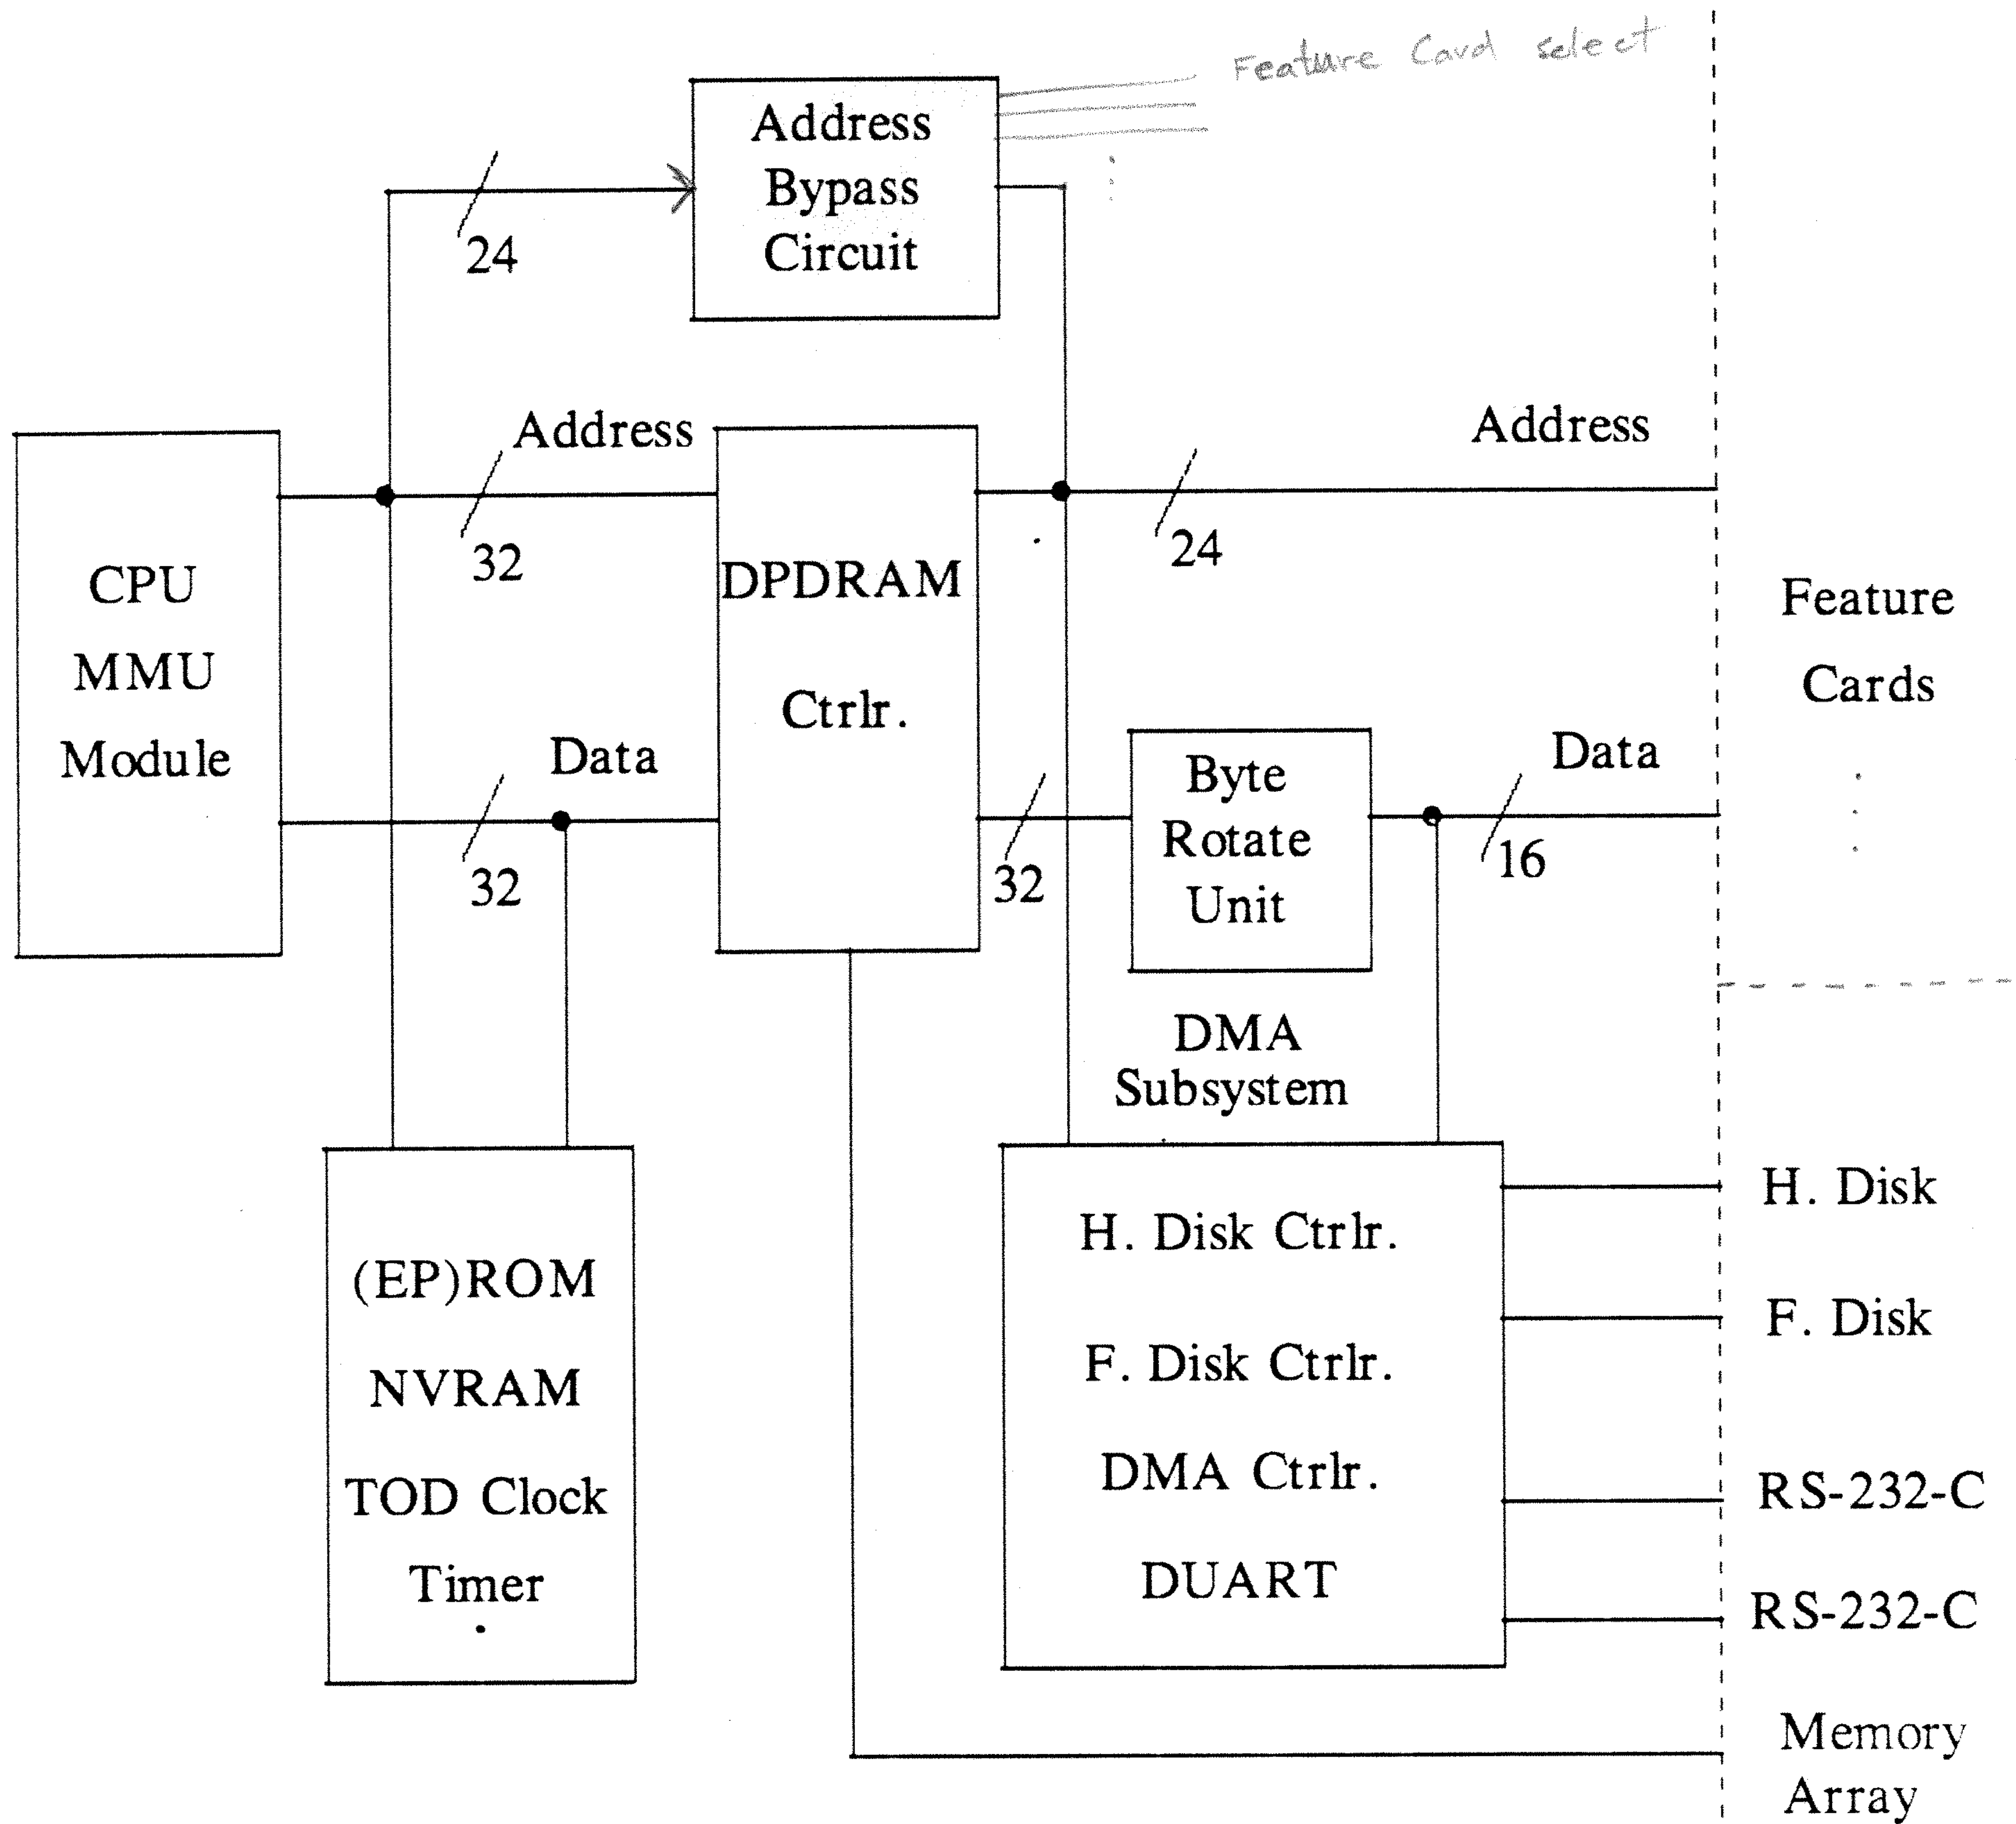 Feature Card select
Address
Bypass
Circuit
24
Address
32
Address
24
CPU
MMU
Module
DPDRAM
Ctrlr.
Feature
Cards
Data
32
32
Byte
Rotate
Unit
Data
16
DMA
Subsystem
(EP)ROM
NVRAM
TOD Clock
Timer
H. Disk Ctrlr.
F. Disk Ctrlr.
DMA Ctrlr.
DUART
H. Disk
F. Disk
RS-232-C
RS-232-C
Memory
Array